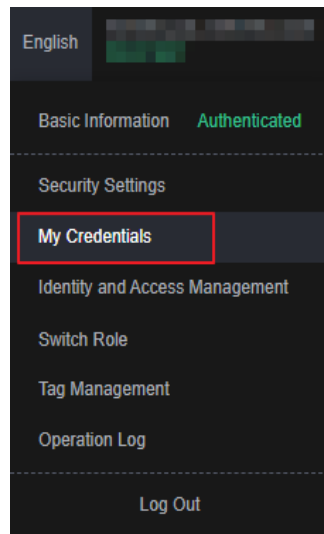 English
Basic Information Authenticated
Security Settings
My Credentials
Identity and Access Management
Switch Role
Tag Management
Operation Log
Log Out